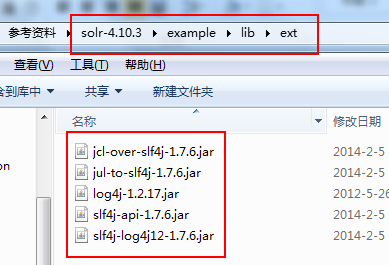 参考资料 ▸ solr-4.10.3 ▸ example ▸ lib ▸ ext
查看(V) 工具(T) 帮助(H)
含到库中 共享 新建文件夹
名称 修改日期
jcl-over-slf4j-1.7.6.jar 2014-2-5
jul-to-slf4j-1.7.6.jar 2014-2-5
on log4j-1.2.17.jar 2012-5-26
slf4j-api-1.7.6.jar 2014-2-5
slf4j-log4j12-1.7.6.jar 2014-2-5